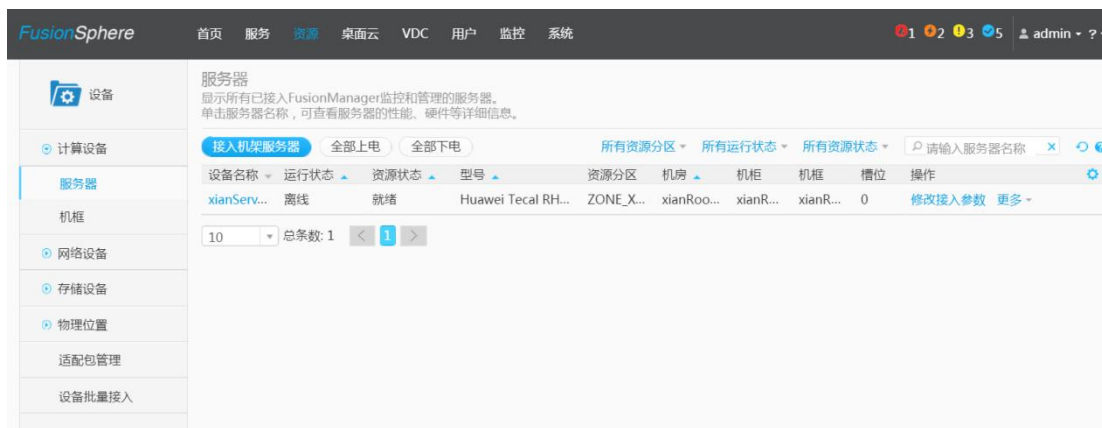 FusionSphere 首页 服务 资源 桌面云 VDC 用户 监控 系统 1 2 3 5 admin ?
设备
服务器
显示所有已接入FusionManager监控和管理的服务器。
单击服务器名称，可查看服务器的性能、硬件等详细信息。
计算设备
接入机架服务器 全部上电 全部下电 所有资源分区 所有运行状态 所有资源状态 请输入服务器名称
设备名称 运行状态 资源状态 型号 资源分区 机房 机柜 机框 槽位 操作
服务器
xianServ... 离线 就绪 Huawei Tecal RH... ZONE_X... xianRoo... xianR... xianR... 0 修改接入参数 更多
机框
10 总条数: 1 < 1 >
网络设备
存储设备
物理位置
适配包管理
设备批量接入